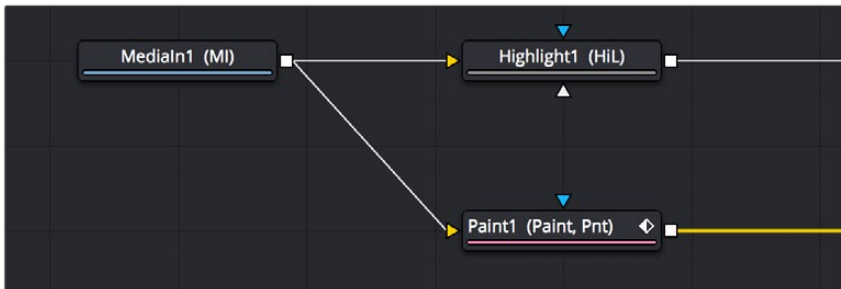 MediaIn1 (MI)
Highlight1 (HiL)
Paint1 (Paint, Pnt)